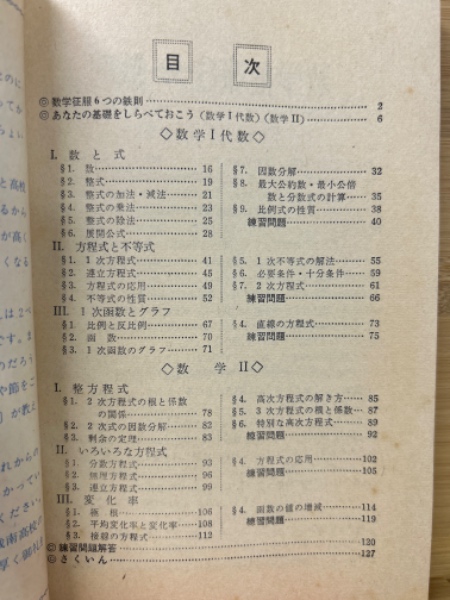 目次
◎数学征服6つの鉄則 2
◎あなたの基礎をしらべておこう(数学I代数)(数学II) 6
◇数学I代数◇
I. 数と式
§1. 数 16
§2. 整式 19
§3. 整式の加法・減法 21
§4. 整式の乗法 23
§5. 整式の除法 25
§6. 展開公式 28
§7. 因数分解 32
§8. 最大公約数・最小公倍
数と分数式の計算 35
§9. 比例式の性質 38
練習問題 40
II. 方程式と不等式
§1. 1次方程式 41
§2. 連立方程式 45
§3. 方程式の応用 49
§4. 不等式の性質 52
§5. 1次不等式の解法 55
§6. 必要条件・十分条件 59
§7. 2次方程式 61
練習問題 66
III. 1次函数とグラフ
§1 比例と反比例 67
§2. 函数 70
§3. 1次函数のグラフ 71
§4. 直線の方程式 73
練習問題 75
◇数学II◇
I. 整方程式
§1. 2次方程式の根と係数
の関係 78
§2. 2次式の因数分解 82
§3. 剰余の定理 83
§4. 高次方程式の解き方 85
§5. 3次方程式の根と係数 87
§6. 特別な高次方程式 89
練習問題 92
II. いろいろな方程式
§1. 分数方程式 93
§2. 無理方程式 96
§3. 連立方程式 99
§4. 方程式の応用 102
練習問題 105
III. 変化率
§1. 極限 106
§2. 平均変化率と変化率 108
§3. 接線の方程式 112
§4. 函数の値の増減 114
練習問題 119
◎練習問題解答 120
◎さくいん 127